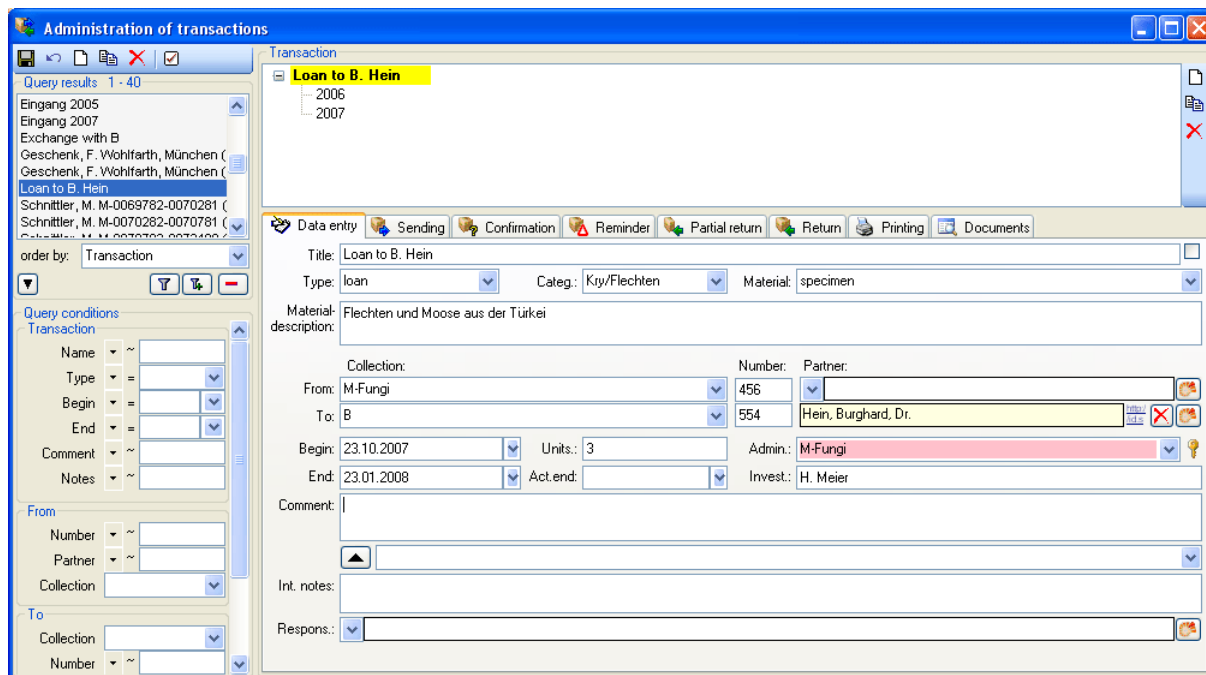 Administration of transactions
Query results 1 - 40
Eingang 2005
Eingang 2007
Exchange with B
Geschenk, F. Wohlfarth, München (
Geschenk, F. Wohlfarth, München (
Loan to B. Hein
Schnittler, M. M-0069782-0070281 (
Schnittler, M. M-0070282-0070781 (
order by: Transaction
Query conditions
Transaction
Name ~
Type =
Begin =
End =
Comment ~
Notes ~
From
Number ~
Partner ~
Collection
To
Collection
Number ~
Transaction
Loan to B. Hein
2006
2007
Data entry Sending Confirmation Reminder Partial return Return Printing Documents
Title: Loan to B. Hein
Type: loan Categ.: Kry/Flechten Material: specimen
Material- Flechten und Moose aus der Türkei
description:
Collection: Number: Partner:
From: M-Fungi 456
To: B 554 Hein, Burghard, Dr. http:/
/id.s
Begin: 23.10.2007 Units.: 3 Admin.: M-Fungi
End: 23.01.2008 Act.end: Invest.: H. Meier
Comment:
Int. notes:
Respons.: